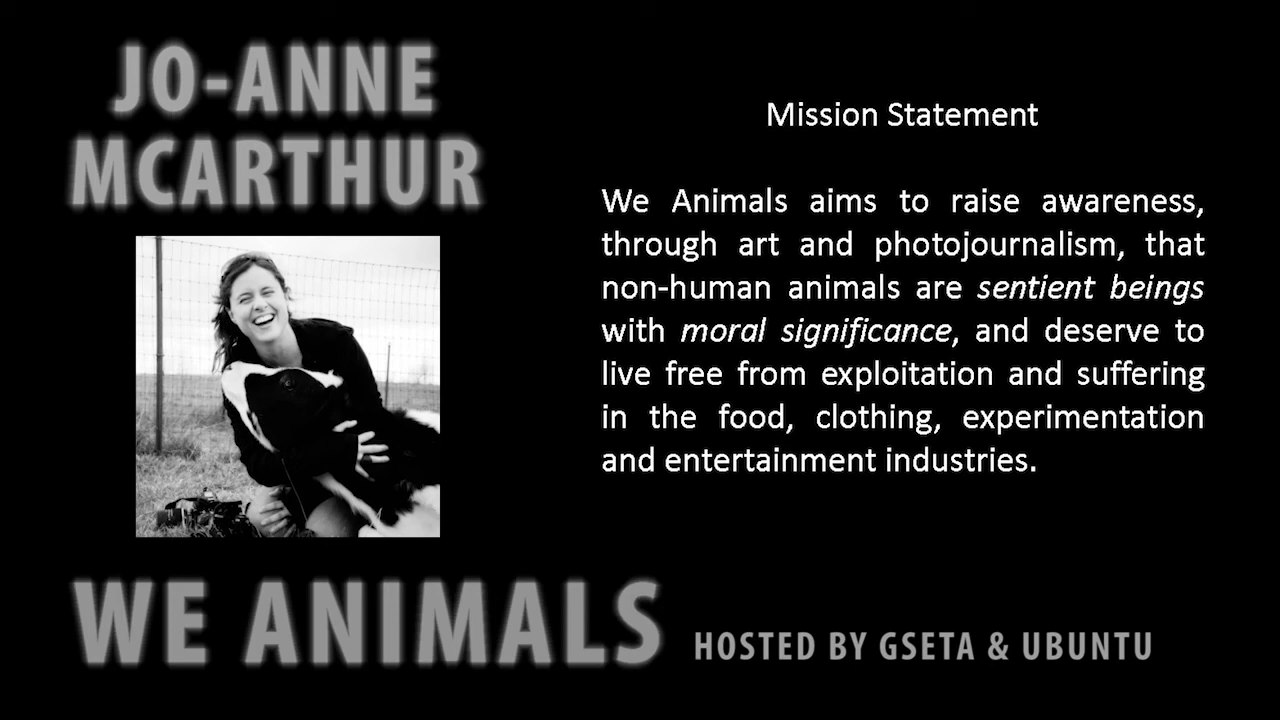 JO-ANNE
MCARTHUR
Mission Statement
We Animals aims to raise awareness,
through art and photojournalism, that
non-human animals are sentient beings
with moral significance, and deserve to
live free from exploitation and suffering
in the food, clothing, experimentation
and entertainment industries.
WE ANIMALS
HOSTED BY GSETA & UBUNTU